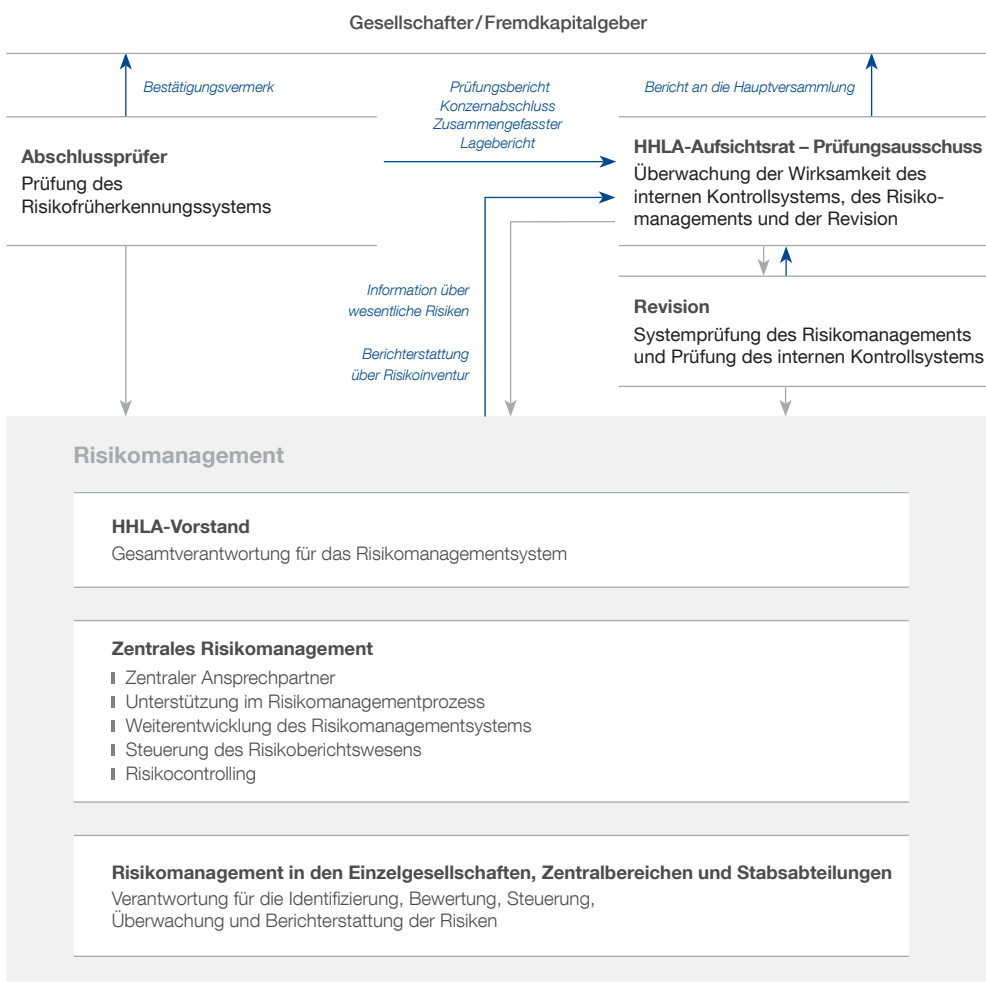 Gesellschafter/Fremdkapitalgeber
Bestätigungsvermerk
Prüfungsbericht
Konzernabschluss
Zusammengefasster
Lagebericht
Bericht an die Hauptversammlung
Abschlussprüfer
Prüfung des
Risikofrüherkennungssystems
HHLA-Aufsichtsrat – Prüfungsausschuss
Überwachung der Wirksamkeit des
internen Kontrollsystems, des Risiko-
managements und der Revision
Information über
wesentliche Risiken
Berichterstattung
über Risikoinventur
Revision
Systemprüfung des Risikomanagements
und Prüfung des internen Kontrollsystems
Risikomanagement
HHLA-Vorstand
Gesamtverantwortung für das Risikomanagementsystem
Zentrales Risikomanagement
Zentraler Ansprechpartner
Unterstützung im Risikomanagementprozess
Weiterentwicklung des Risikomanagementsystems
Steuerung des Risikoberichtswesens
Risikocontrolling
Risikomanagement in den Einzelgesellschaften, Zentralbereichen und Stabsabteilungen
Verantwortung für die Identifizierung, Bewertung, Steuerung,
Überwachung und Berichterstattung der Risiken